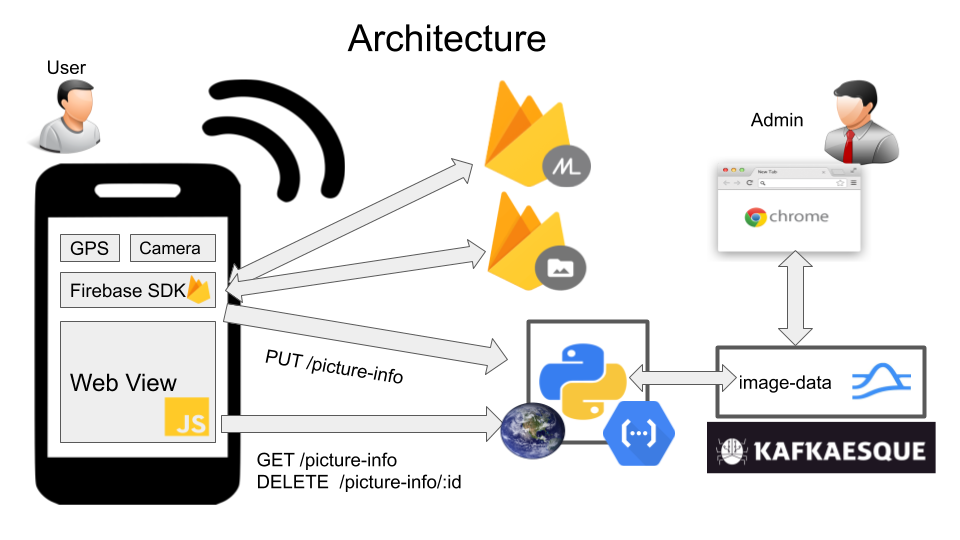 Architecture
User
Admin
New Tab
chrome
ML
GPS
Camera
Firebase SDK
Web View
JS
PUT /picture-info
GET /picture-info
DELETE /picture-info/:id
image-data
KAFKAESQUE